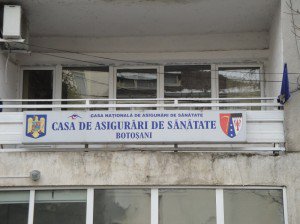 CASA NAŢIONALĂ DE ASIGURĂRI DE SĂNĂTATE
CASA DE ASIGURĂRI DE SĂNĂTATE
BOTOŞANI